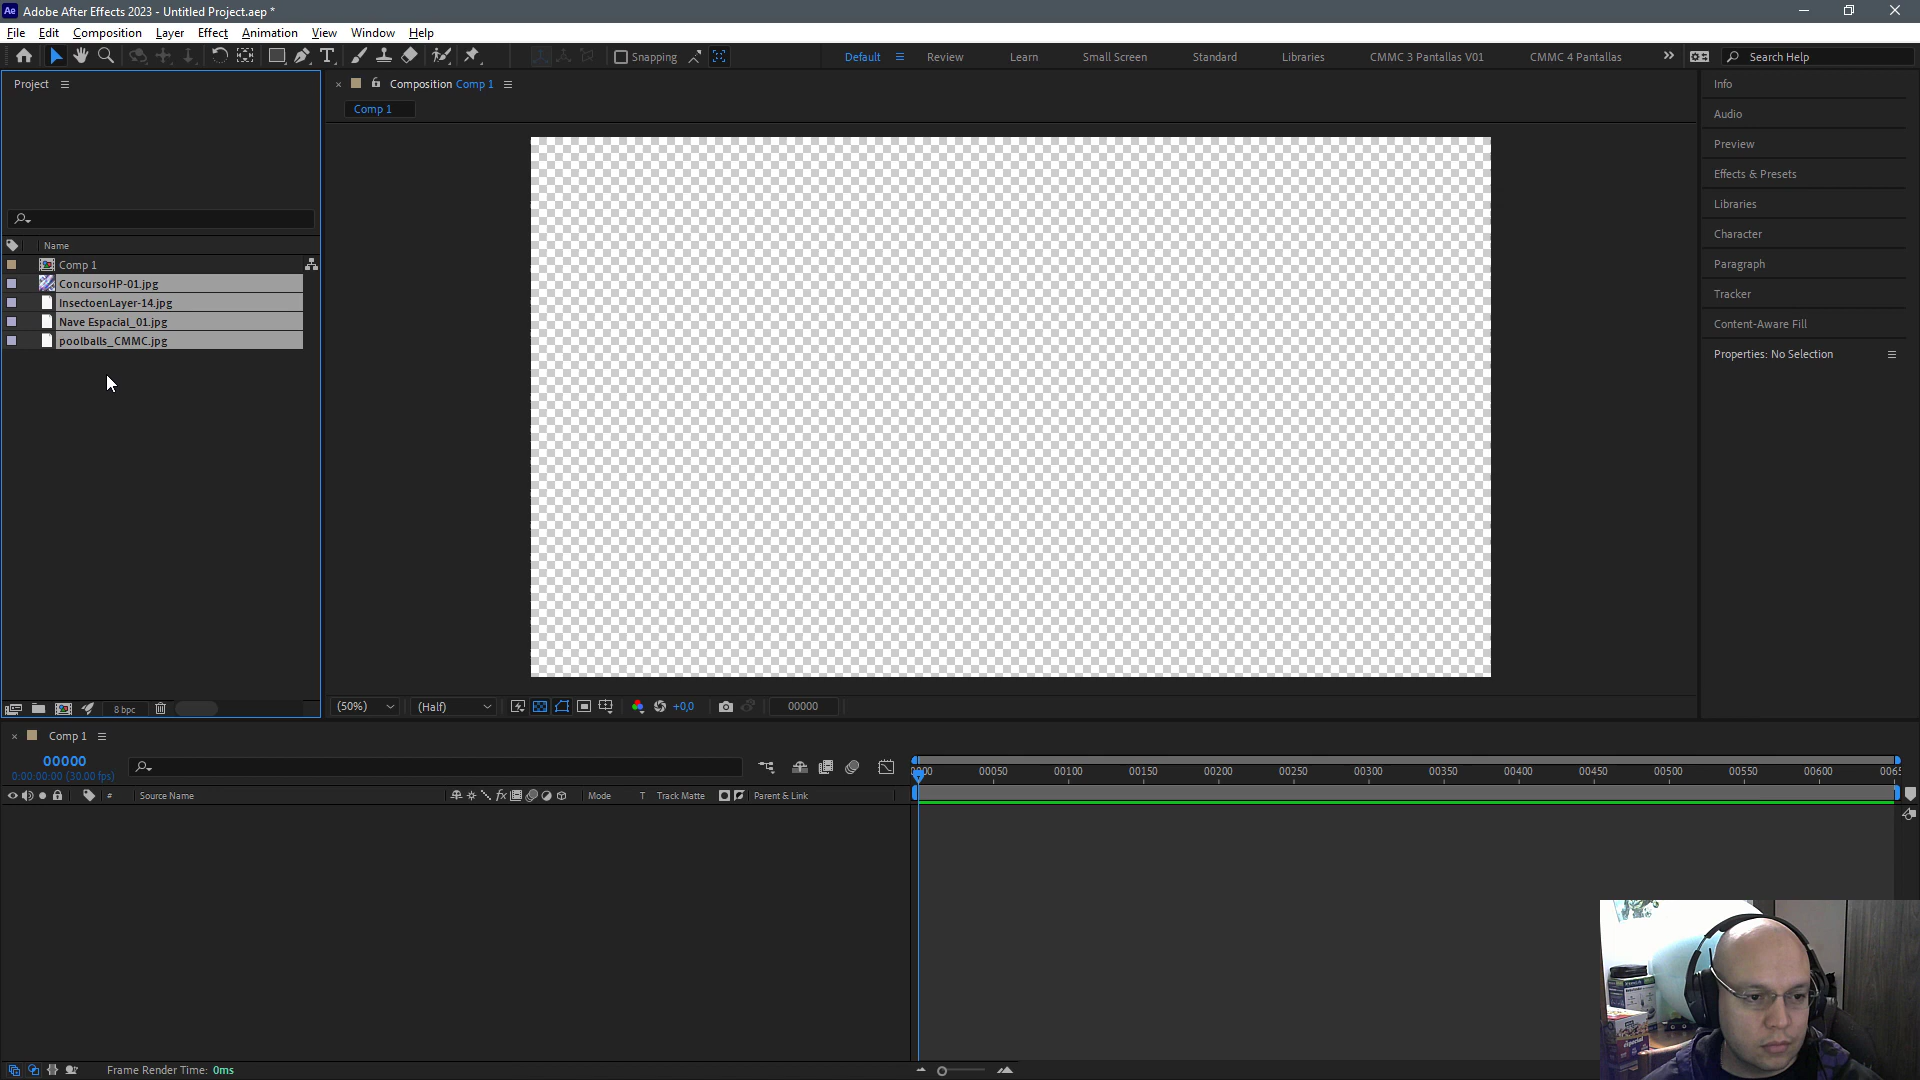 Adobe After Effects 2023 - Untitled Project.aep *
File Edit Composition Layer Effect Animation View Window Help
Snapping Default Review Learn Small Screen Standard Libraries CMMC 3 Pantallas V01 CMMC 4 Pantallas Search Help
Project
Composition Comp 1
Comp 1
Name
Comp 1
ConcursoHP-01.jpg
InsectoenLayer-14.jpg
Nave Espacial_01.jpg
poolballs_CMMC.jpg
Info
Audio
Preview
Effects & Presets
Libraries
Character
Paragraph
Tracker
Content-Aware Fill
Properties: No Selection
8 bpc
(50%) (Half) +0,0 00000
Comp 1
00000
0:00:00:00 (30.00 fps)
0000 00050 00100 00150 00200 00250 00300 00350 00400 00450 00500 00550 00600 0065
# Source Name Mode T Track Matte Parent & Link
Frame Render Time: 0ms